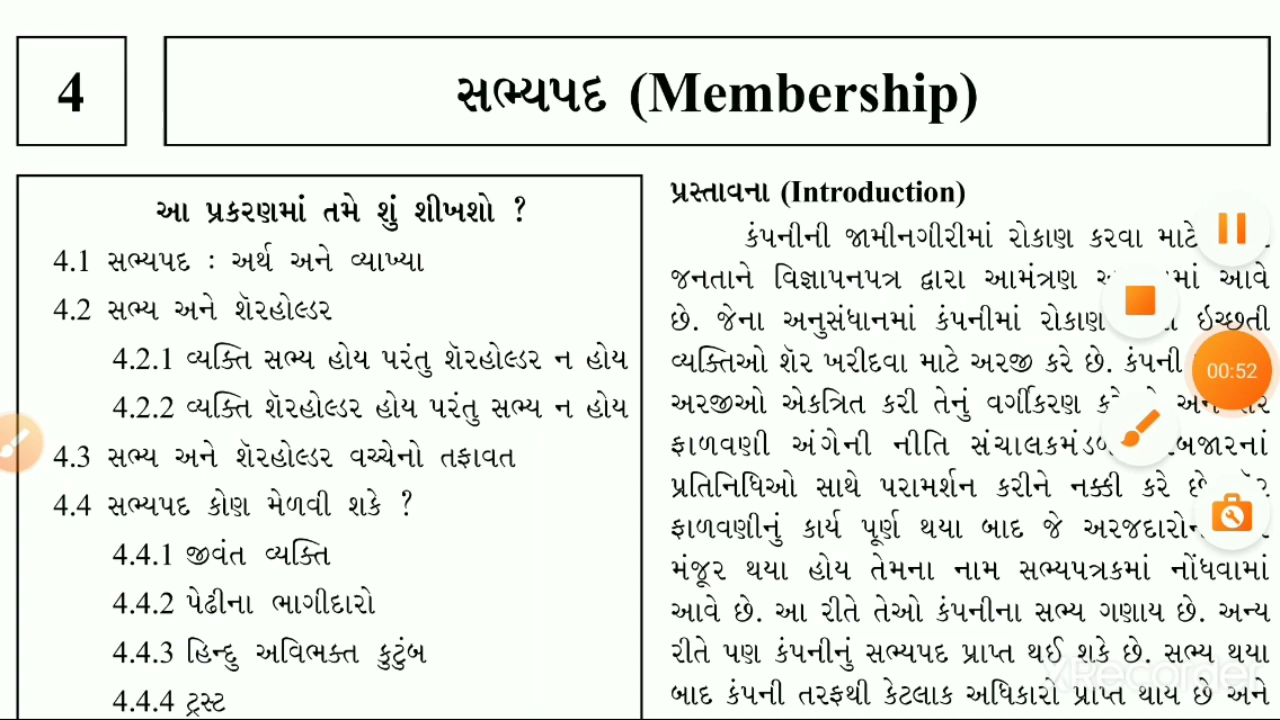 4
સભ્યપદ (Membership)
આ પ્રકરણમાં તમે શું શીખશો ?
4.1 સભ્યપદ : અર્થ અને વ્યાખ્યા
4.2 સભ્ય અને શૅરહોલ્ડર
4.2.1 વ્યક્તિ સભ્ય હોય પરંતુ શૅરહોલ્ડર ન હોય
4.2.2 વ્યક્તિ શૅરહોલ્ડર હોય પરંતુ સભ્ય ન હોય
4.3 સભ્ય અને શૅરહોલ્ડર વચ્ચેનો તફાવત
4.4 સભ્યપદ કોણ મેળવી શકે ?
4.4.1 જીવંત વ્યક્તિ
4.4.2 પેઢીના ભાગીદારો
4.4.3 હિન્દુ અવિભક્ત કુટુંબ
4.4.4 ટ્રસ્ટ
પ્રસ્તાવના (Introduction)
કંપનીની જામીનગીરીમાં રોકાણ કરવા માટે
જનતાને વિજ્ઞાપનપત્ર દ્વારા આમંત્રણ આવે
છે. જેના અનુસંધાનમાં કંપનીમાં રોકાણ ઇચ્છતી
વ્યક્તિઓ શૅર ખરીદવા માટે અરજી કરે છે. કંપની
અરજીઓ એકત્રિત કરી તેનું વર્ગીકરણ
ફાળવણી અંગેની નીતિ
પ્રતિનિધિઓ સાથે પરામર્શન કરીને નક્કી કરે
ફાળવણીનું કાર્ય પૂર્ણ થયા બાદ જે
મંજૂર થયા હોય તેમના નામ સભ્યપત્રકમાં નોંધવામાં
આવે છે. આ રીતે તેઓ કંપનીના સભ્ય ગણાય છે. અન્ય
રીતે પણ કંપનીનું સભ્યપદ પ્રાપ્ત થઈ શકે છે. સભ્ય થયા
બાદ કંપની તરફથી કેટલાક અધિકારો પ્રાપ્ત થાય છે અને
00:52
XRecorder